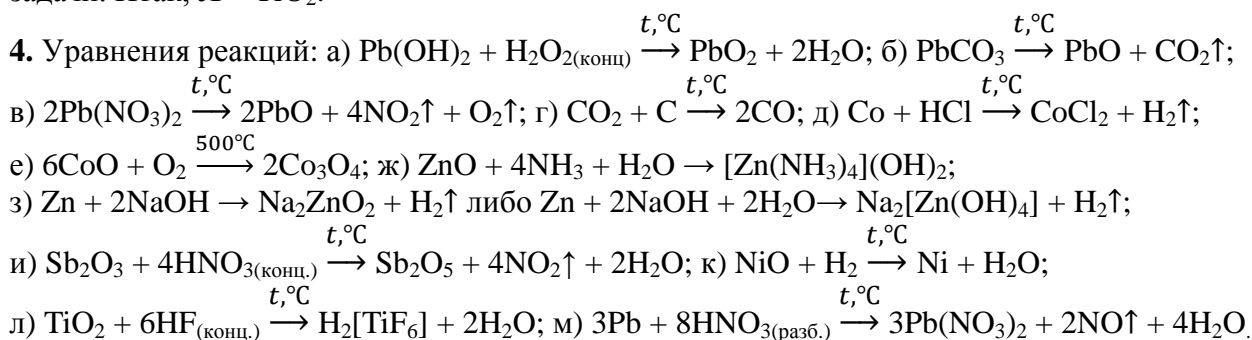 задачи. Итак, A – TiO₂.
4. Уравнения реакций: а) Pb(OH)₂ + H₂O₂(конц) t,°C⟶ PbO₂ + 2H₂O; б) PbCO₃ t,°C⟶ PbO + CO₂↑;
в) 2Pb(NO₃)₂ t,°C⟶ 2PbO + 4NO₂↑ + O₂↑; г) CO₂ + C t,°C⟶ 2CO; д) Co + HCl t,°C⟶ CoCl₂ + H₂↑;
е) 6CoO + O₂ 500°C⟶ 2Co₃O₄; ж) ZnO + 4NH₃ + H₂O → [Zn(NH₃)₄](OH)₂;
з) Zn + 2NaOH → Na₂ZnO₂ + H₂↑ либо Zn + 2NaOH + 2H₂O→ Na₂[Zn(OH)₄] + H₂↑;
и) Sb₂O₃ + 4HNO₃(конц.) t,°C⟶ Sb₂O₅ + 4NO₂↑ + 2H₂O; к) NiO + H₂ t,°C⟶ Ni + H₂O;
л) TiO₂ + 6HF(конц.) t,°C⟶ H₂[TiF₆] + 2H₂O; м) 3Pb + 8HNO₃(разб.) t,°C⟶ 3Pb(NO₃)₂ + 2NO↑ + 4H₂O.